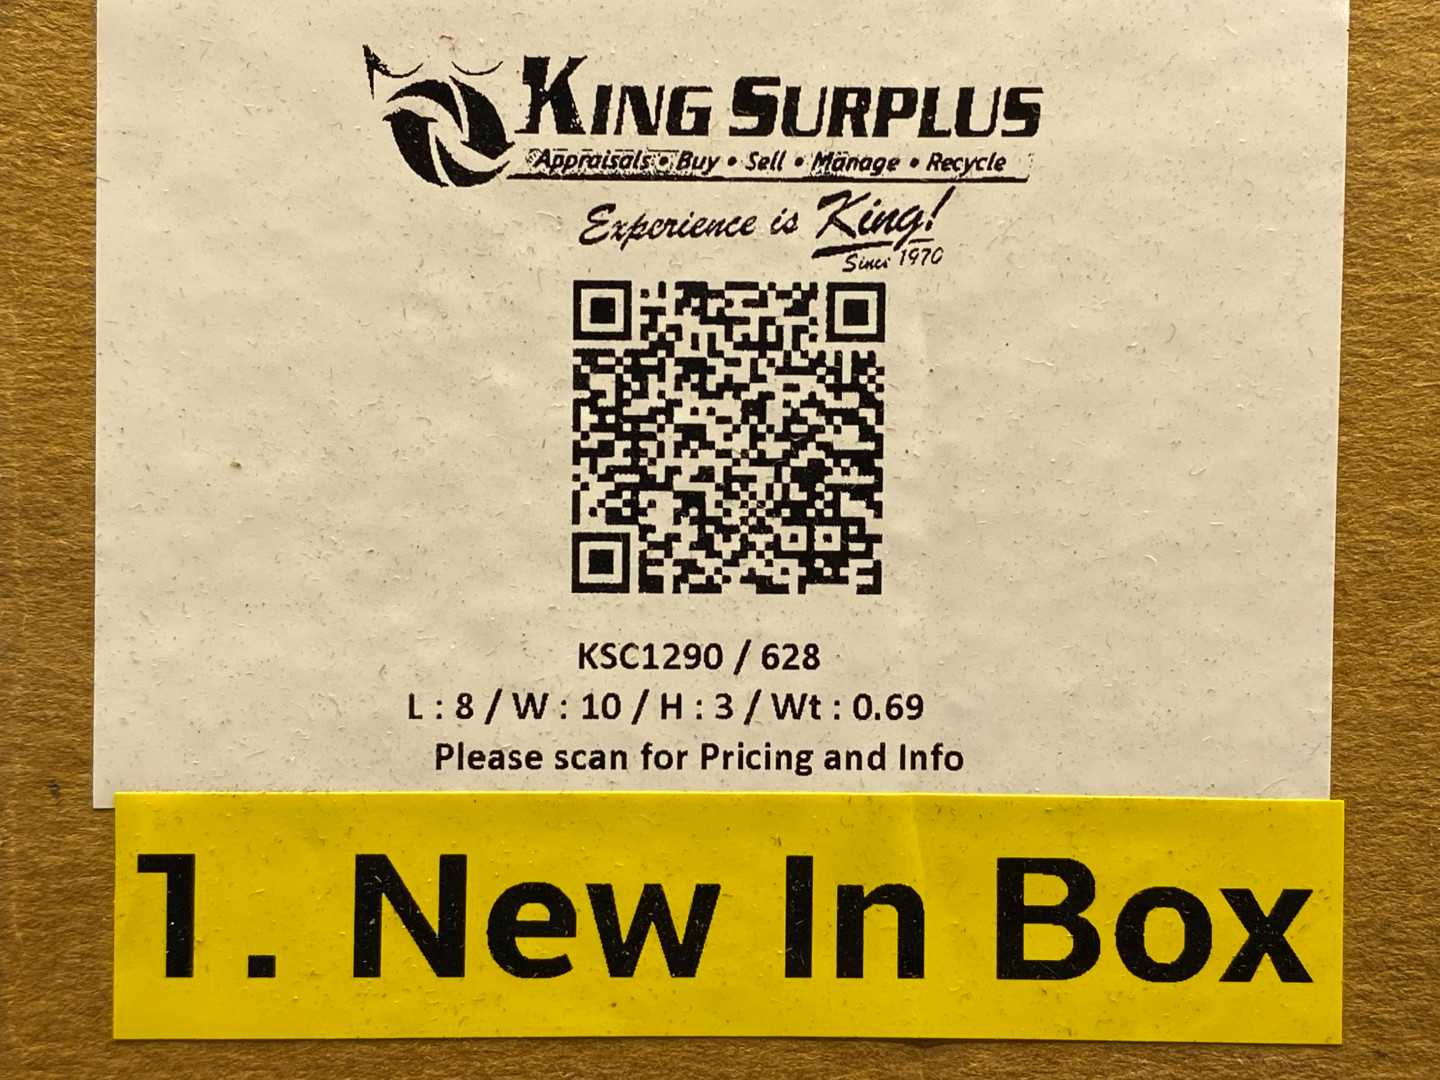 KING SURPLUS
Appraisals • Buy • Sell • Manage • Recycle
Experience is King!
Since 1970
KSC1290 / 628
L : 8 / W : 10 / H : 3 / Wt : 0.69
Please scan for Pricing and Info
1. New In Box